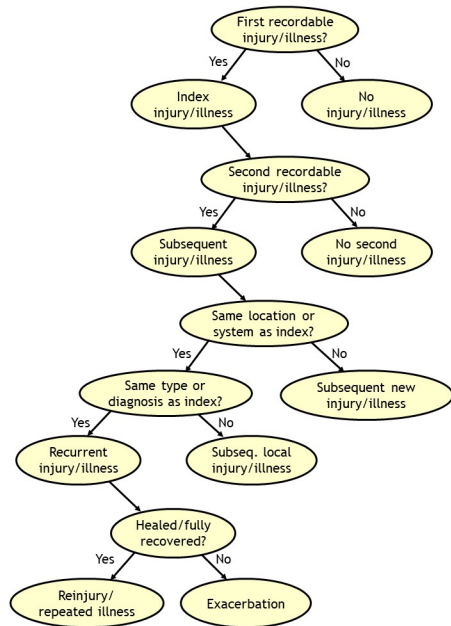 First recordable
injury/illness?
Yes
No
Index
injury/illness
No
injury/illness
Second recordable
injury/illness?
Yes
No
Subsequent
injury/illness
No second
injury/illness
Same location or
system as index?
Yes
No
Same type or
diagnosis as index?
Subsequent new
injury/illness
Yes
No
Recurrent
injury/illness
Subseq. local
injury/illness
Healed/fully
recovered?
Yes
No
Reinjury/
repeated illness
Exacerbation